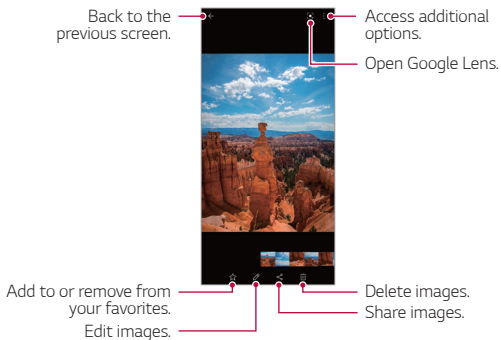 Back to the
previous screen.
Access additional
options.
Open Google Lens.
Add to or remove from
your favorites.
Edit images.
Delete images.
Share images.